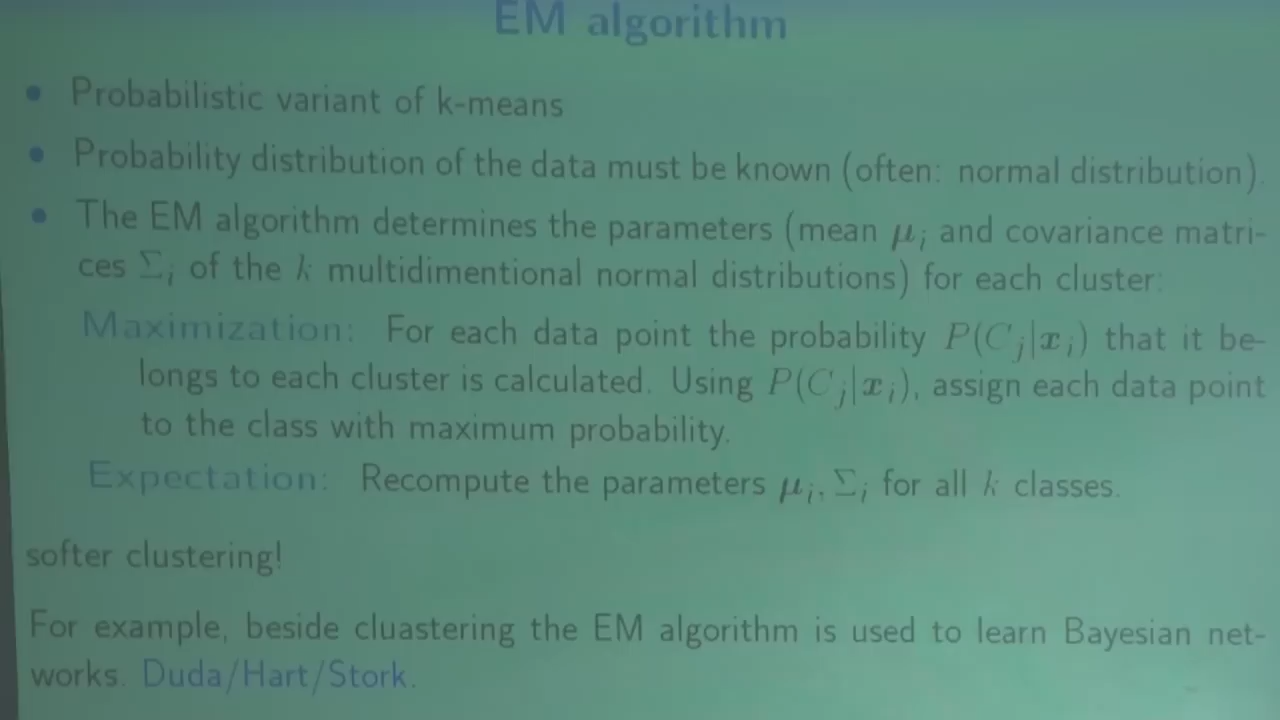 EM algorithm
• Probabilistic variant of k-means
• Probability distribution of the data must be known (often: normal distribution).
• The EM algorithm determines the parameters (mean μⱼ and covariance matri-
ces Σⱼ of the k multidimentional normal distributions) for each cluster:
Maximization: For each data point the probability P(Cⱼ|xᵢ) that it be-
longs to each cluster is calculated. Using P(Cⱼ|xᵢ), assign each data point
to the class with maximum probability.
Expectation: Recompute the parameters μⱼ, Σⱼ for all k classes.
softer clustering!
For example, beside cluastering the EM algorithm is used to learn Bayesian net-
works. Duda/Hart/Stork.